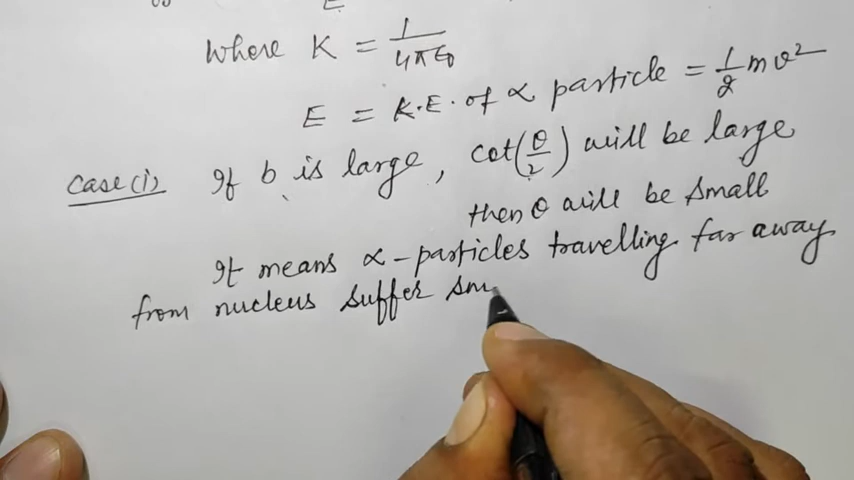 E
Where K = 1/4πε₀
E = K.E. of α particle = 1/2 mv²
Case (i) If b is large, cot(θ/2) will be large
then θ will be small
It means α-particles travelling far away
from nucleus suffer sm